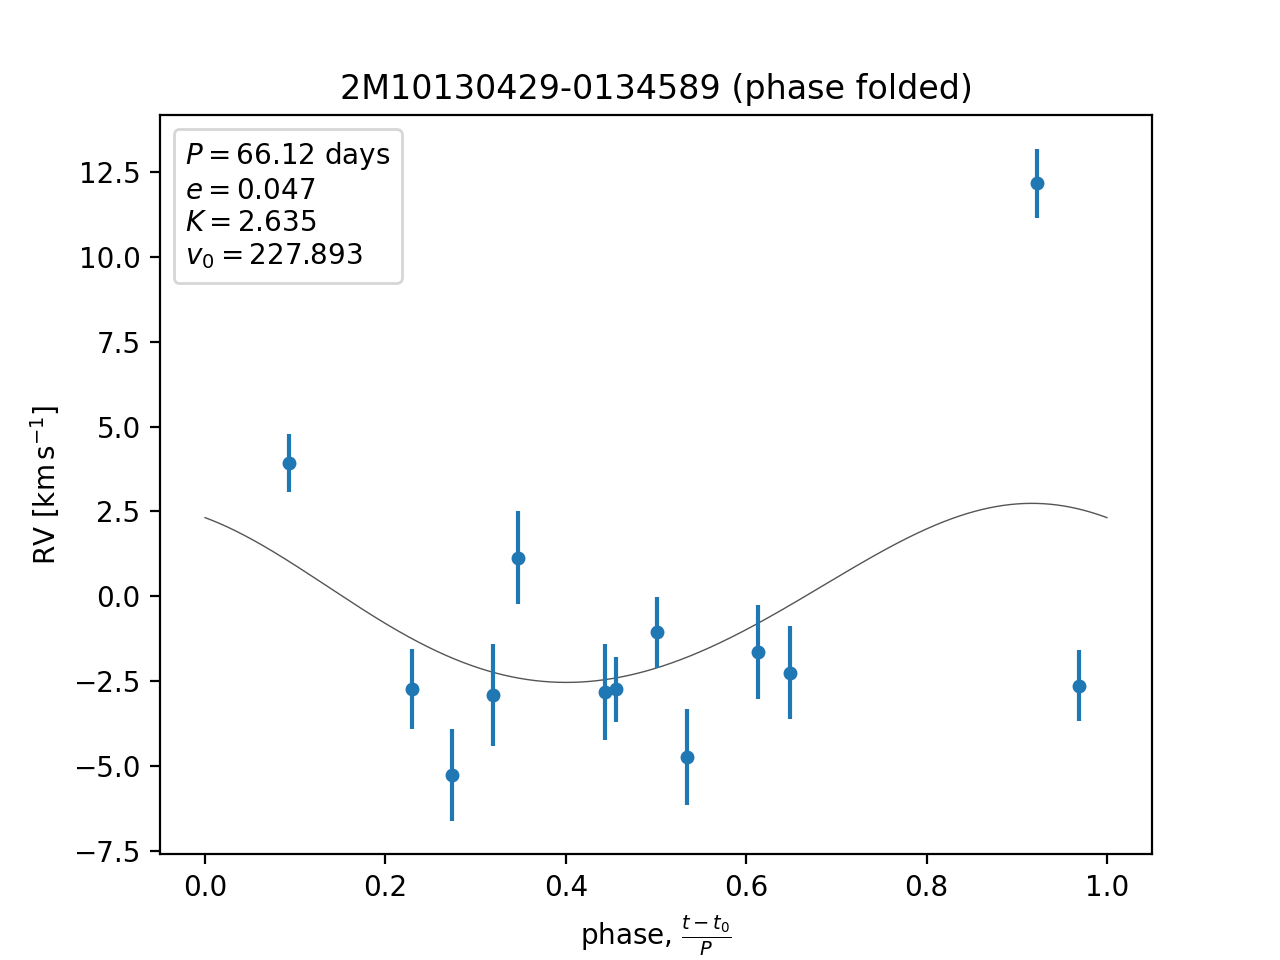 2M10130429-0134589 (phase folded)
P = 66.12 days
e = 0.047
K = 2.635
v₀ = 227.893
12.5
10.0
7.5
5.0
2.5
0.0
−2.5
−5.0
−7.5
RV [km s⁻¹]
0.0 0.2 0.4 0.6 0.8 1.0
phase, (t − t₀)/P